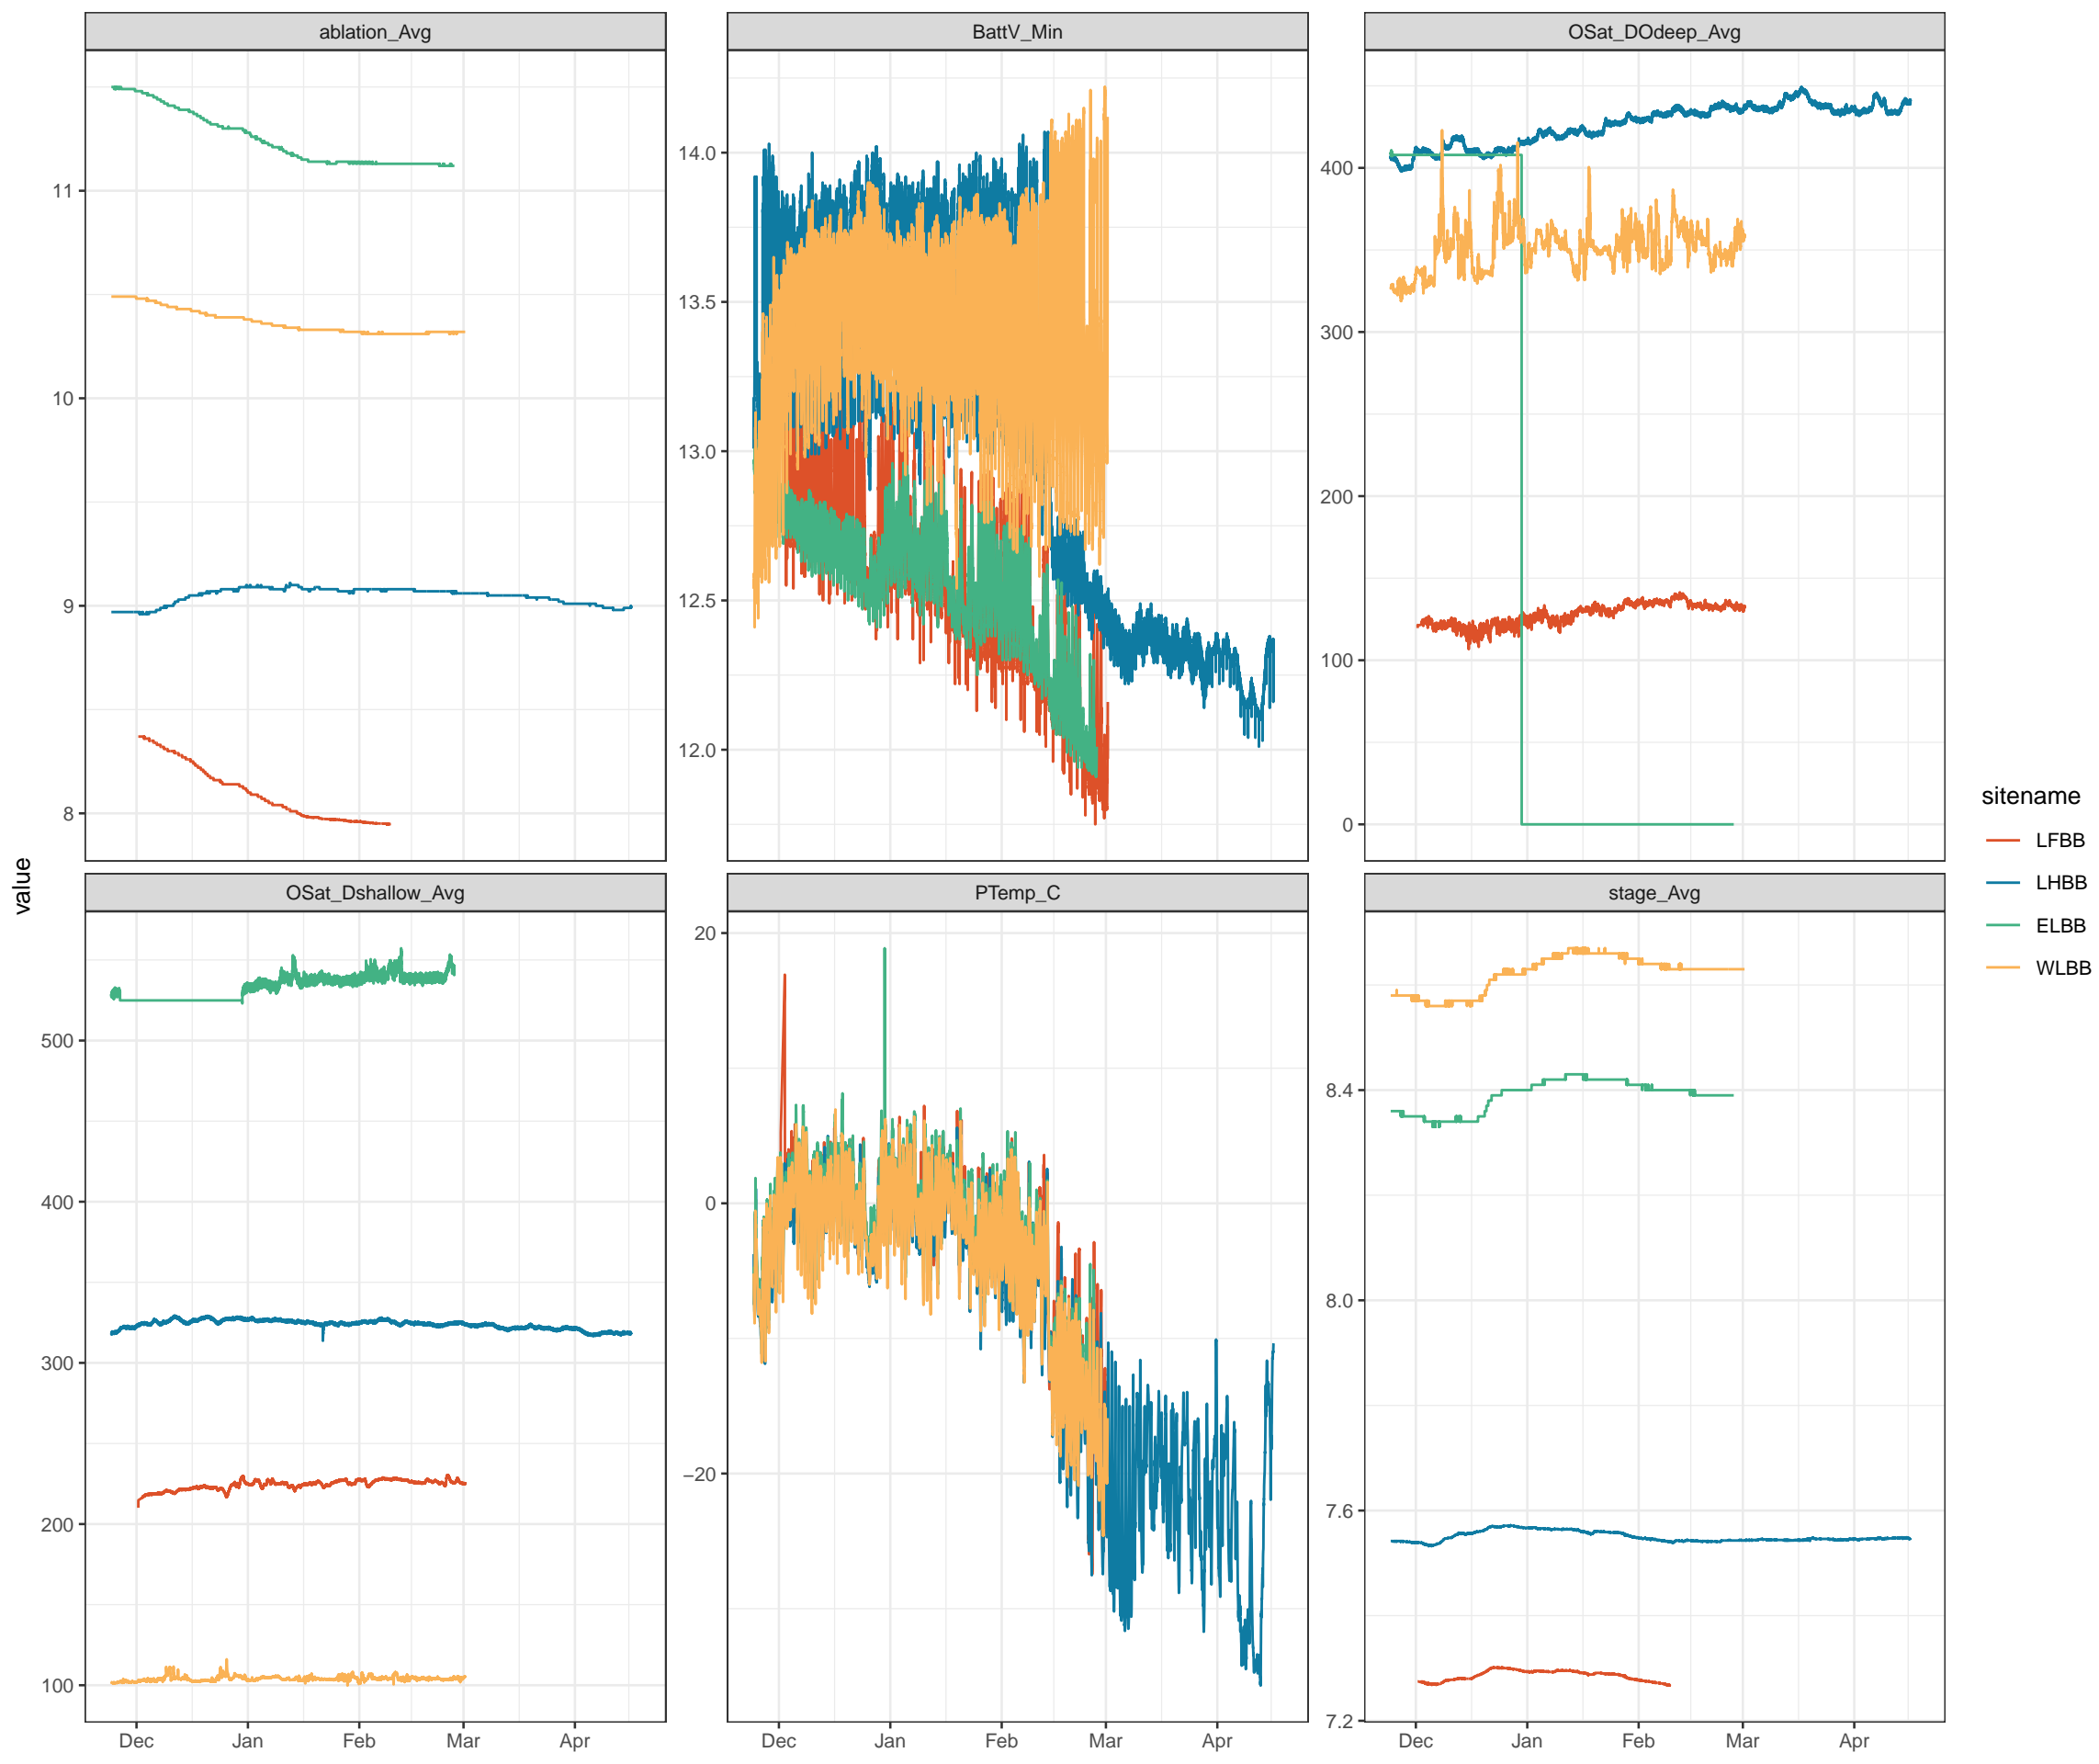 ablation_Avg
BattV_Min
OSat_DOdeep_Avg
11
10
9
8
14.0
13.5
13.0
12.5
12.0
400
300
200
100
0
value
OSat_Dshallow_Avg
PTemp_C
stage_Avg
500
400
300
200
100
20
0
−20
8.4
8.0
7.6
7.2
Dec Jan Feb Mar Apr
Dec Jan Feb Mar Apr
Dec Jan Feb Mar Apr
sitename
LFBB
LHBB
ELBB
WLBB